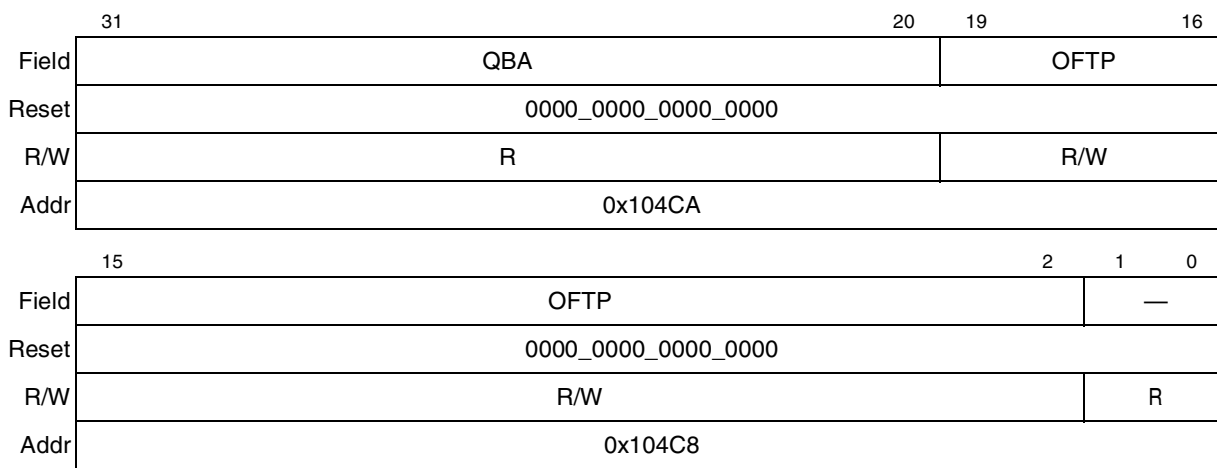 31 20 19 16
Field QBA OFTP
Reset 0000_0000_0000_0000
R/W R R/W
Addr 0x104CA
15 2 1 0
Field OFTP —
Reset 0000_0000_0000_0000
R/W R/W R
Addr 0x104C8